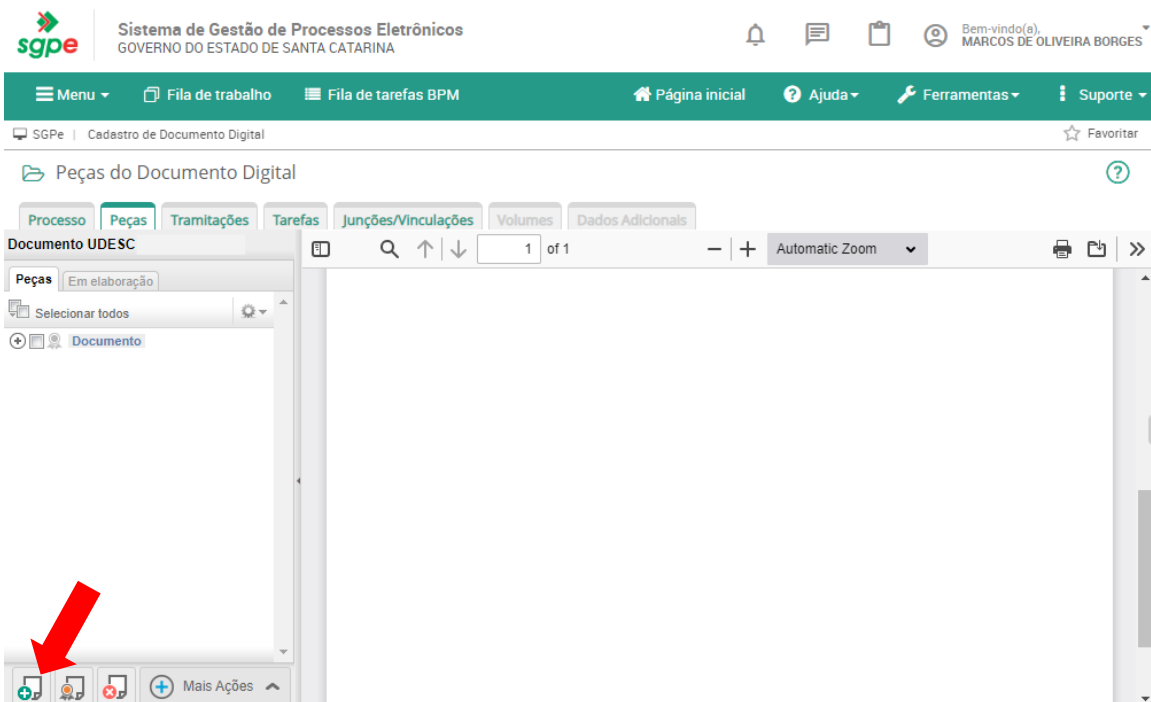 sgpe
Sistema de Gestão de Processos Eletrônicos
GOVERNO DO ESTADO DE SANTA CATARINA
Bem-vindo(a),
MARCOS DE OLIVEIRA BORGES
Menu
Fila de trabalho
Fila de tarefas BPM
Página inicial
? Ajuda
Ferramentas
Suporte
SGPe | Cadastro de Documento Digital
Favoritar
Peças do Documento Digital
?
Processo
Peças
Tramitações
Tarefas
Junções/Vinculações
Volumes
Dados Adicionais
Documento UDESC
1 of 1
Automatic Zoom
Peças
Em elaboração
Selecionar todos
Documento
Mais Ações